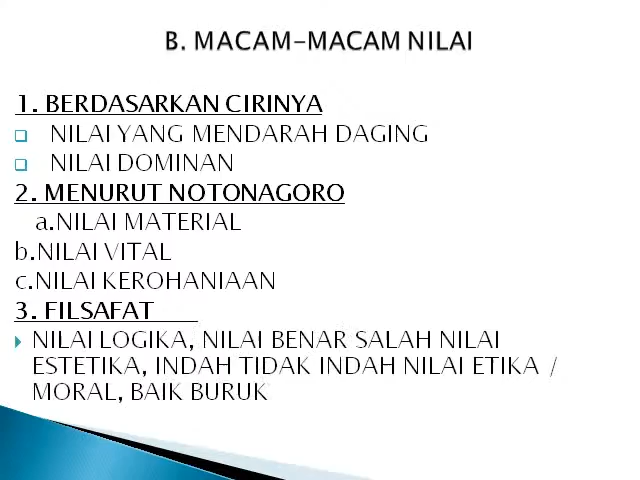 B. MACAM-MACAM NILAI
1. BERDASARKAN CIRINYA
NILAI YANG MENDARAH DAGING
NILAI DOMINAN
2. MENURUT NOTONAGORO
a.NILAI MATERIAL
b.NILAI VITAL
c.NILAI KEROHANIAAN
3. FILSAFAT
NILAI LOGIKA, NILAI BENAR SALAH NILAI
ESTETIKA, INDAH TIDAK INDAH NILAI ETIKA /
MORAL, BAIK BURUK